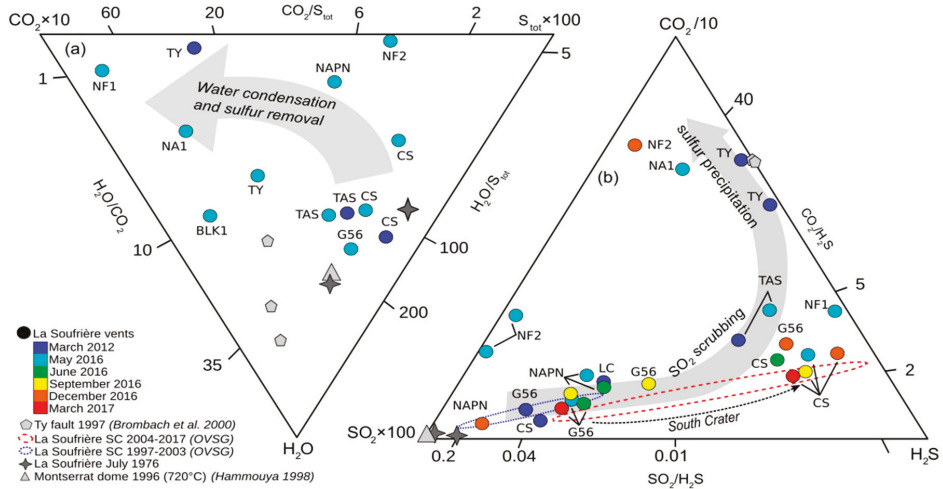 CO₂×10
20
CO₂/Sₜₒₜ
6
2
Sₜₒₜ×100
(a)
TY
NF2
5
1
NF1
NAPN
Water condensation
and sulfur removal
NA1
CS
TY
H₂O/CO₂
H₂O/Sₜₒₜ
BLK1
TAS
TAS
CS
CS
G56
10
100
200
35
H₂O
CO₂/10
40
NF2
NA1
TY
(b)
sulfur precipitation
TY
CO₂/H₂S
TAS
5
NF1
NF2
SO₂ scrubbing
G56
NAPN
LC
CS
2
G56
NAPN
G56
CS
G56
South Crater
CS
SO₂×100
0.2
0.04
SO₂/H₂S
H₂S
La Soufrière vents
March 2012
May 2016
June 2016
September 2016
December 2016
March 2017
Ty fault 1997 (Brombach et al. 2000)
La Soufrière SC 2004-2017 (OVSG)
La Soufrière SC 1997-2003 (OVSG)
La Soufrière July 1976
Montserrat dome 1996 (720°C) (Hammouya 1998)